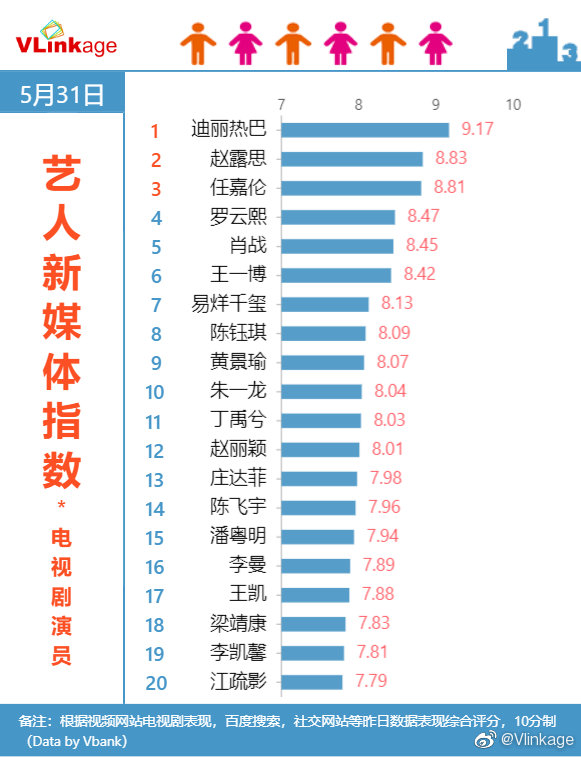 VLinkage
1
2
3
5月31日
艺人新媒体指数
*
电视剧演员
7 8 9 10
1 迪丽热巴 9.17
2 赵露思 8.83
3 任嘉伦 8.81
4 罗云熙 8.47
5 肖战 8.45
6 王一博 8.42
7 易烊千玺 8.13
8 陈钰琪 8.09
9 黄景瑜 8.07
10 朱一龙 8.04
11 丁禹兮 8.03
12 赵丽颖 8.01
13 庄达菲 7.98
14 陈飞宇 7.96
15 潘粤明 7.94
16 李曼 7.89
17 王凯 7.88
18 梁靖康 7.83
19 李凯馨 7.81
20 江疏影 7.79
备注：根据视频网站电视剧表现，百度搜索，社交网站等昨日数据表现综合评分，10分制
（Data by Vbank）
@Vlinkage